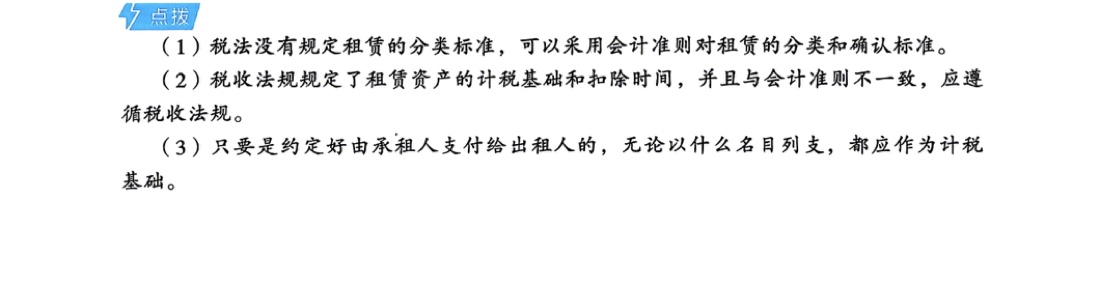 点拨
（1）税法没有规定租赁的分类标准，可以采用会计准则对租赁的分类和确认标准。
（2）税收法规规定了租赁资产的计税基础和扣除时间，并且与会计准则不一致，应遵
循税收法规。
（3）只要是约定好由承租人支付给出租人的，无论以什么名目列支，都应作为计税
基础。